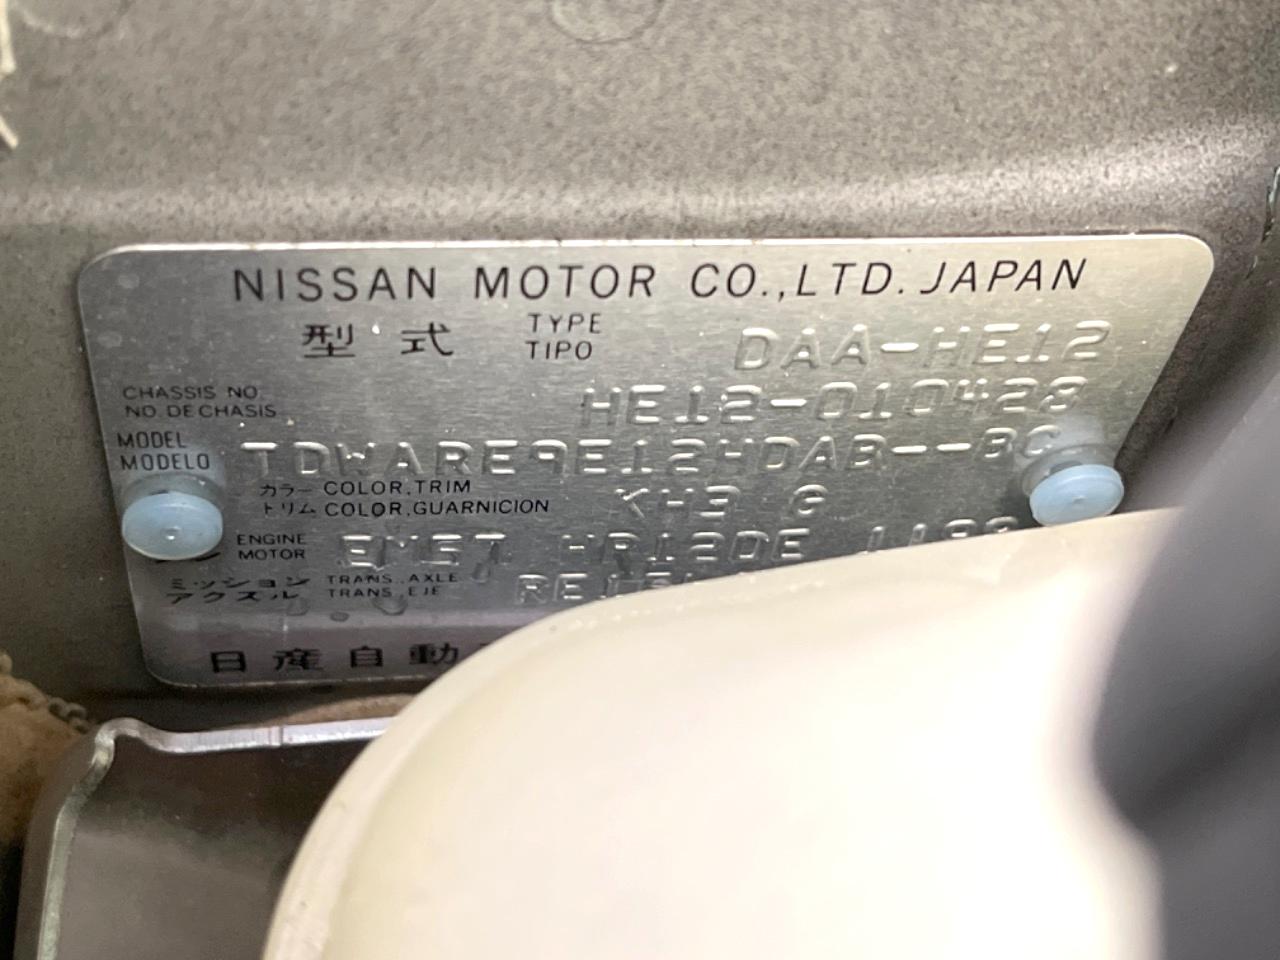 NISSAN MOTOR CO.,LTD. JAPAN
型式 TYPE TIPO DAA-HE12
CHASSIS NO.
NO. DE CHASIS HE12-010428
MODEL
MODELO TDWARE9E12HDAB--BC
カラー COLOR,TRIM
トリム COLOR,GUARNICION KH3 G
ENGINE
MOTOR EM57 HR12DE 1198
ミッション TRANS.,AXLE
アクスル TRANS.,EJE
日産自動